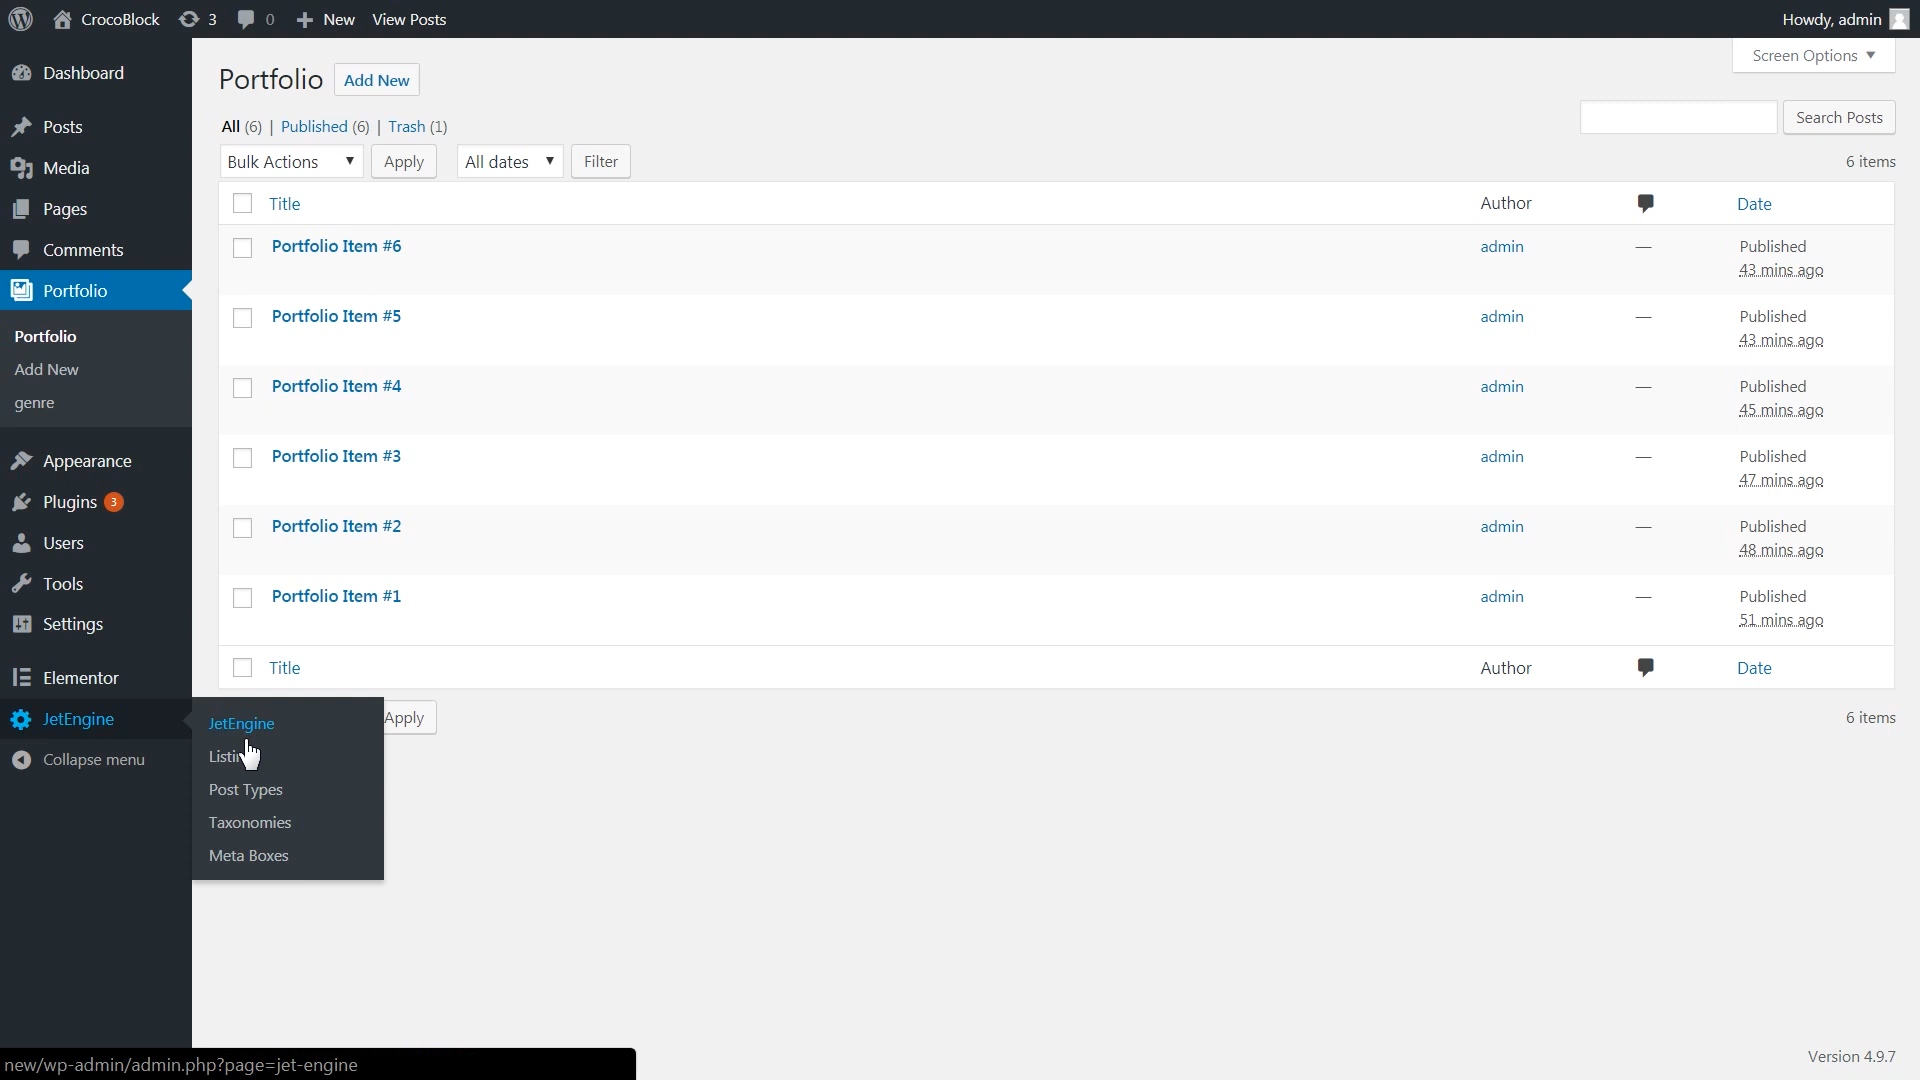 CrocoBlock 3 0 New View Posts Howdy, admin
Screen Options
Dashboard
Posts
Media
Pages
Comments
Portfolio
Portfolio
Add New
genre
Appearance
Plugins 3
Users
Tools
Settings
Elementor
JetEngine
Collapse menu
JetEngine
Post Types
Taxonomies
Meta Boxes
Portfolio Add New
All (6) | Published (6) | Trash (1)
Search Posts
Bulk Actions Apply All dates Filter 6 items
Title Author Date
Portfolio Item #6 admin — Published
43 mins ago
Portfolio Item #5 admin — Published
43 mins ago
Portfolio Item #4 admin — Published
45 mins ago
Portfolio Item #3 admin — Published
47 mins ago
Portfolio Item #2 admin — Published
48 mins ago
Portfolio Item #1 admin — Published
51 mins ago
Title Author Date
Apply 6 items
new/wp-admin/admin.php?page=jet-engine
Version 4.9.7